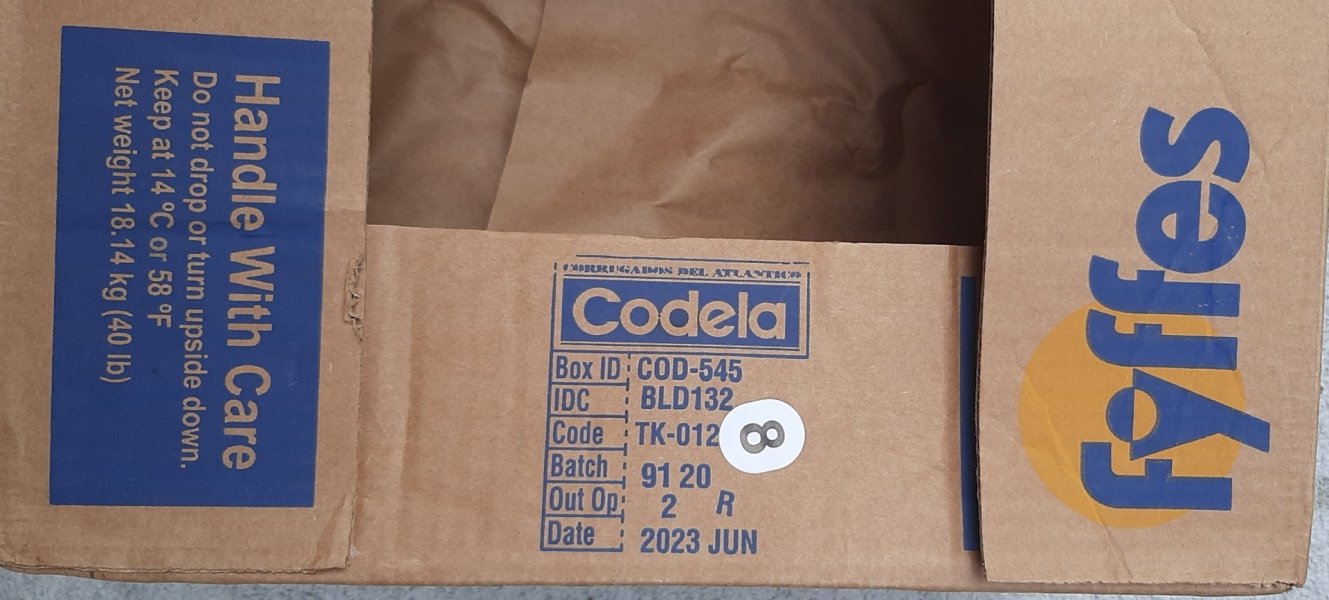 Handle With Care
Do not drop or turn upside down.
Keep at 14 ºC or 58 ºF
Net weight 18.14 kg (40 lb)
CORRUGADOS DEL ATLANTICO
Codela
Box ID COD-545
IDC BLD132
Code TK-012
Batch 91 20
Out Op 2 R
Date 2023 JUN
8
fyffes